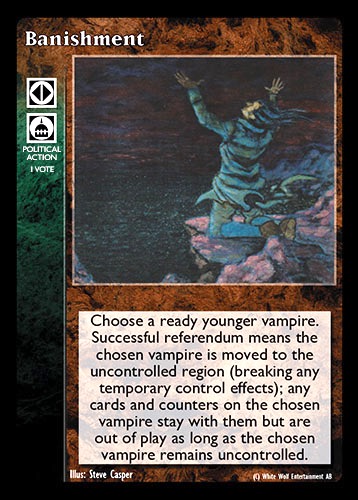 Banishment
POLITICAL
ACTION
1 VOTE
Choose a ready younger vampire.
Successful referendum means the
chosen vampire is moved to the
uncontrolled region (breaking any
temporary control effects); any
cards and counters on the chosen
vampire stay with them but are
out of play as long as the chosen
vampire remains uncontrolled.
Illus: Steve Casper
(C) White Wolf Entertainment AB